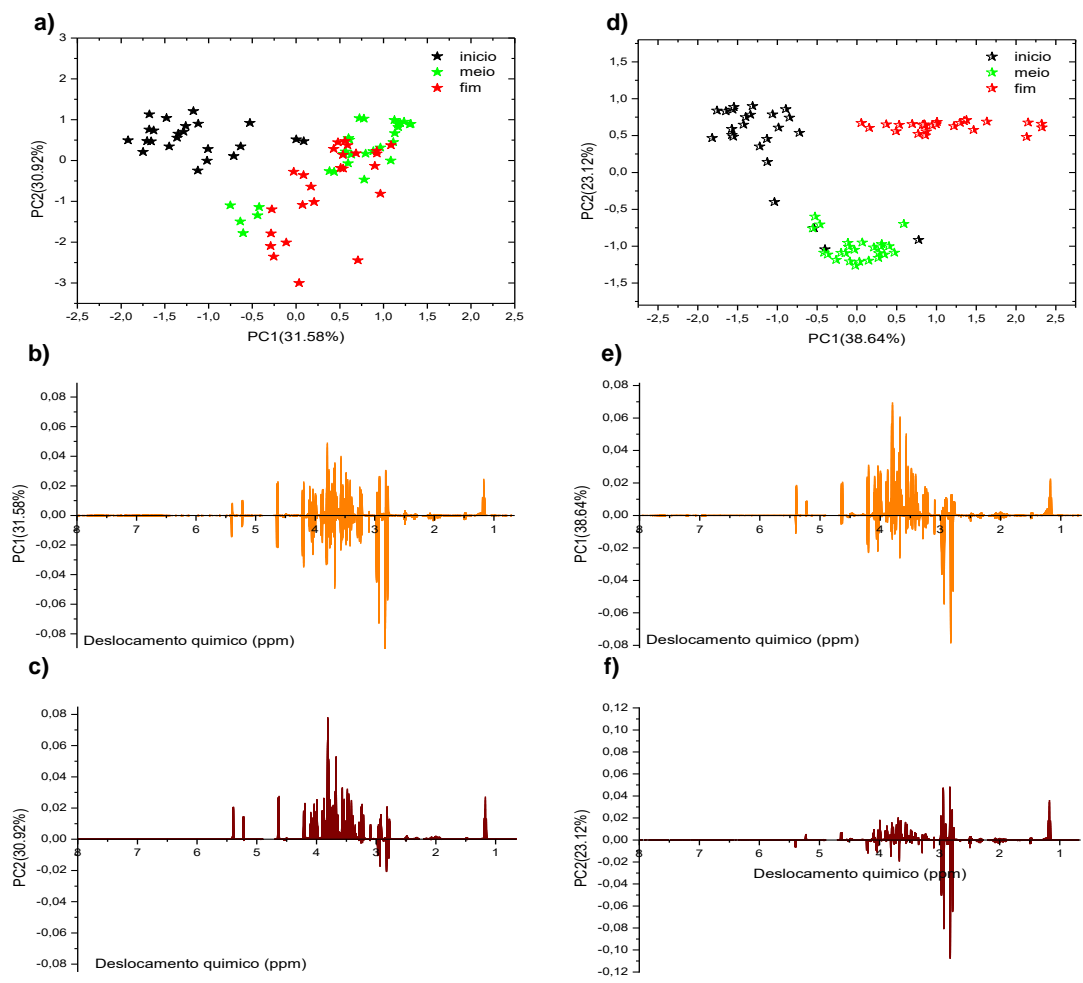 a)
3
2
1
0
-1
-2
-3
PC2(30.92%)
inicio
meio
fim
-2,5 -2,0 -1,5 -1,0 -0,5 0,0 0,5 1,0 1,5 2,0 2,5
PC1(31.58%)
d)
1,5
1,0
0,5
0,0
-0,5
-1,0
-1,5
PC2(23.12%)
inicio
meio
fim
-2,5 -2,0 -1,5 -1,0 -0,5 0,0 0,5 1,0 1,5 2,0 2,5
PC1(38.64%)
b)
0,08
0,06
0,04
0,02
0,00
-0,02
-0,04
-0,06
-0,08
PC1(31.58%)
8 7 6 5 4 3 2 1
Deslocamento quimico (ppm)
e)
0,08
0,06
0,04
0,02
0,00
-0,02
-0,04
-0,06
-0,08
PC1(38.64%)
8 7 6 5 4 3 2 1
Deslocamento quimico (ppm)
c)
0,08
0,06
0,04
0,02
0,00
-0,02
-0,04
-0,06
-0,08
PC2(30.92%)
8 7 6 5 4 3 2 1
Deslocamento quimico (ppm)
f)
0,12
0,10
0,08
0,06
0,04
0,02
0,00
-0,02
-0,04
-0,06
-0,08
-0,10
-0,12
PC2(23.12%)
8 7 6 5 4 3 2 1
Deslocamento quimico (ppm)